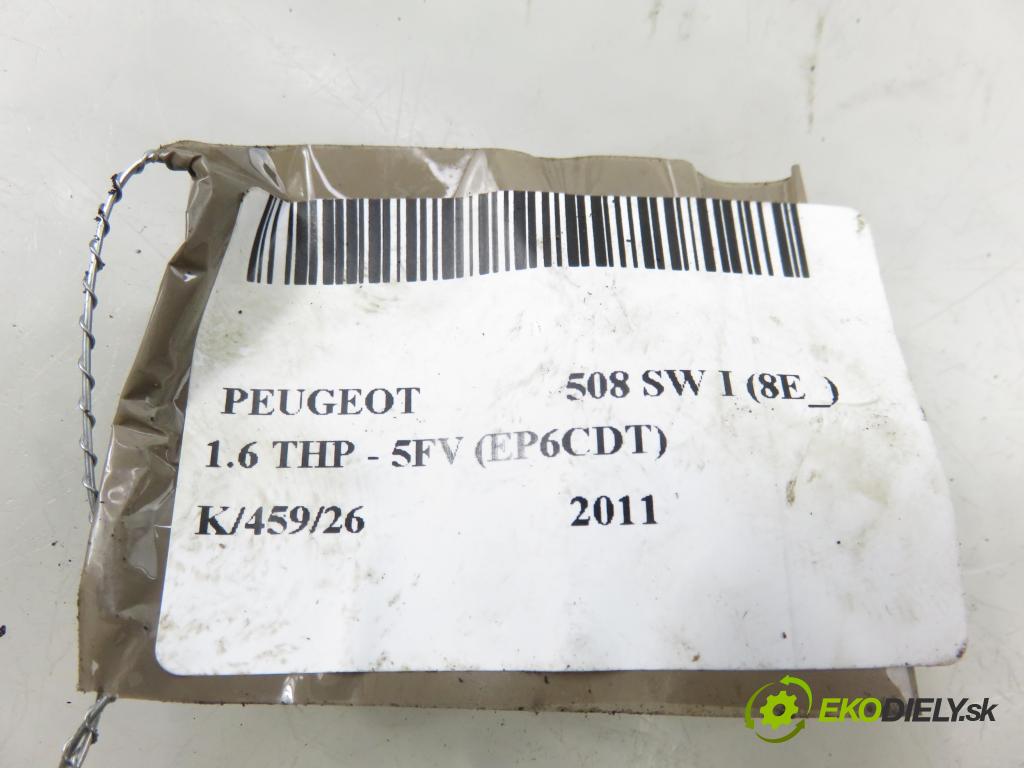 PEUGEOT 508 SW I (8E_)
1.6 THP - 5FV (EP6CDT)
K/459/26 2011
EKODIELY.sk